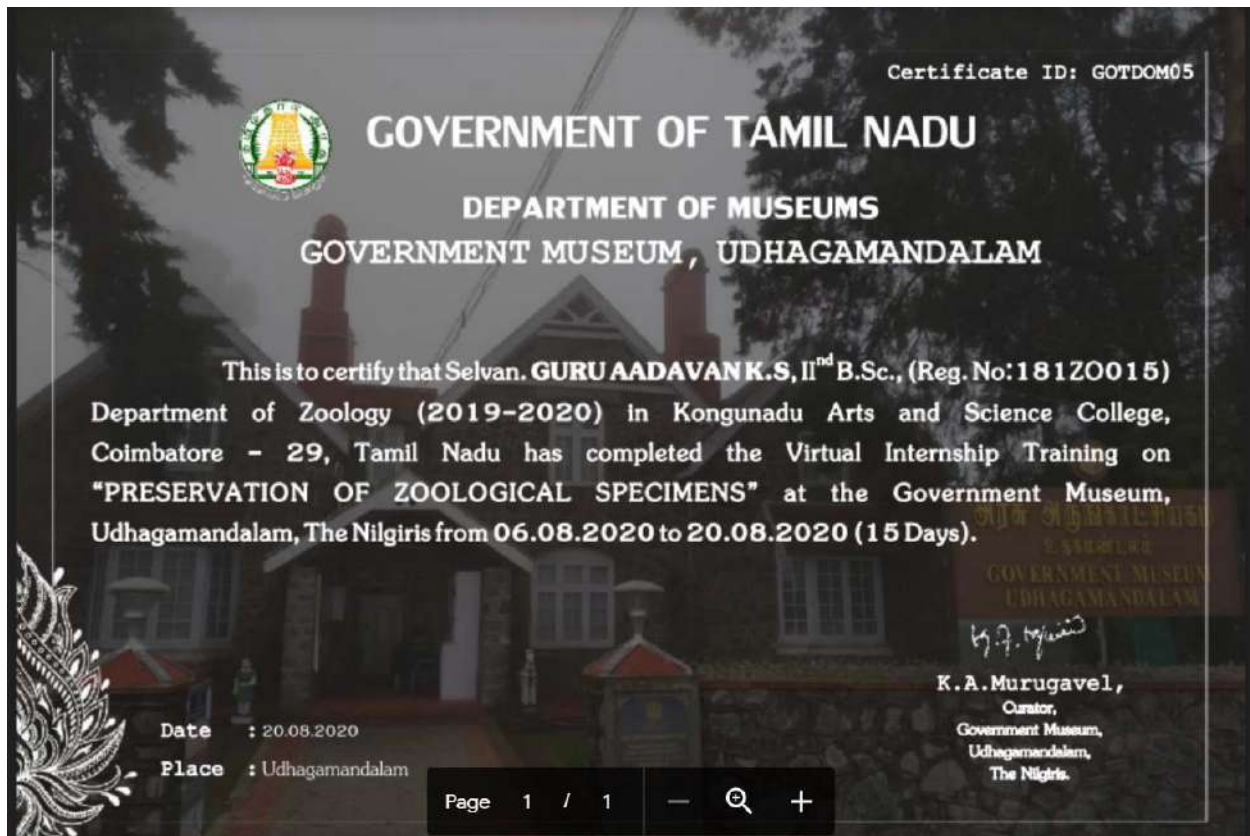 Certificate ID: GOTDOM05
GOVERNMENT OF TAMIL NADU
DEPARTMENT OF MUSEUMS
GOVERNMENT MUSEUM, UDHAGAMANDALAM
This is to certify that Selvan. GURU AADAVAN K.S, IInd B.Sc., (Reg. No:181ZO015)
Department of Zoology (2019-2020) in Kongunadu Arts and Science College,
Coimbatore - 29, Tamil Nadu has completed the Virtual Internship Training on
"PRESERVATION OF ZOOLOGICAL SPECIMENS" at the Government Museum,
Udhagamandalam, The Nilgiris from 06.08.2020 to 20.08.2020 (15 Days).
GOVERNMENT MUSEUM
UDHAGAMANDALAM
K.A.Murugavel,
Curator,
Government Museum,
Udhagamandalam,
The Nilgiris.
Date : 20.08.2020
Place : Udhagamandalam
Page 1 / 1